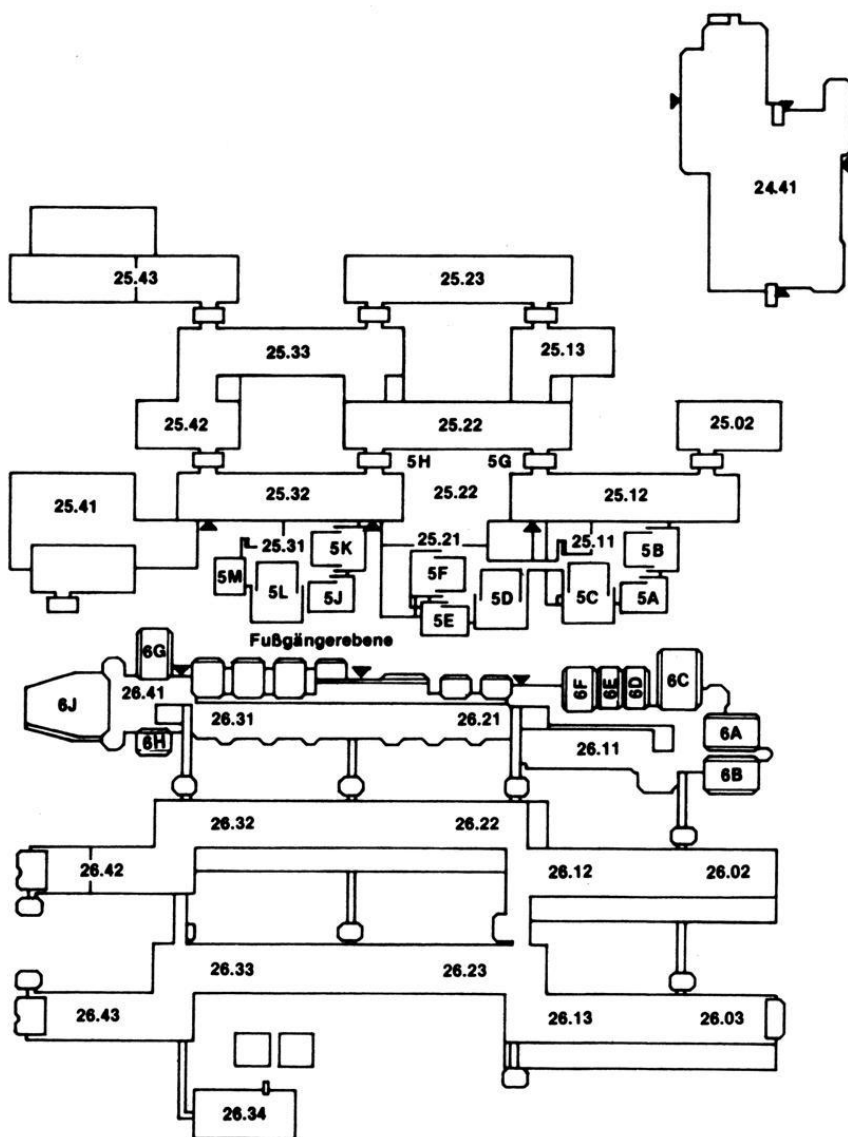 24.41
25.43
25.23
25.33
25.13
25.42
25.22
25.02
5H
5G
25.41
25.32
25.22
25.12
25.31
5K
25.21
25.11
5B
5M
5L
5J
5F
5E
5D
5C
5A
Fußgängerebene
6G
6J
26.41
6H
26.31
26.21
6F
6E
6D
6C
6A
26.11
6B
26.32
26.22
26.42
26.12
26.02
26.33
26.23
26.43
26.13
26.03
26.34